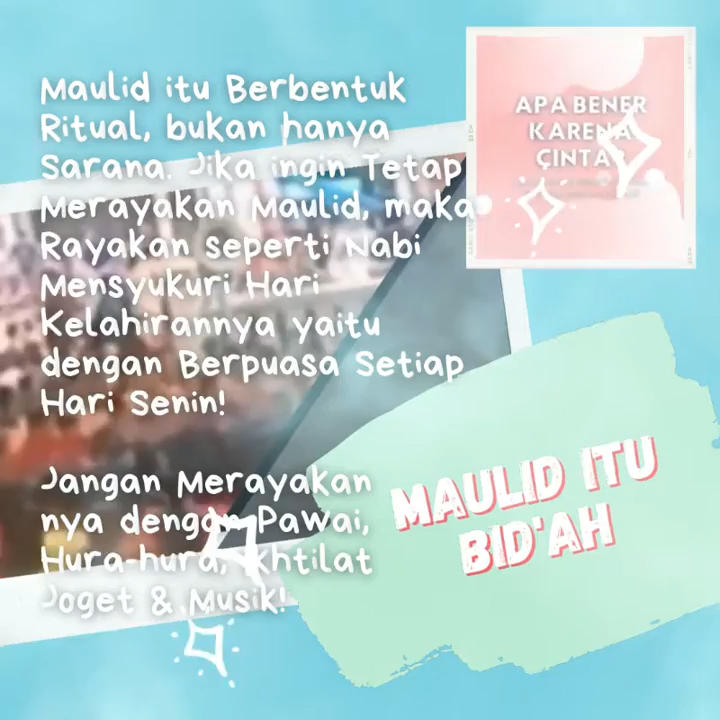 Maulid itu Berbentuk
Ritual, bukan hanya
Sarana. Jika ingin Tetap
Merayakan Maulid, maka
Rayakan seperti Nabi
Mensyukuri Hari
Kelahirannya yaitu
dengan Berpuasa Setiap
Hari Senin!
Jangan Merayakan
nya dengan Pawai,
Hura-hura, Ikhtilat
Joget & Musik!
APA BENER
KARENA
ÇINTA?
MAULID ITU
BID'AH